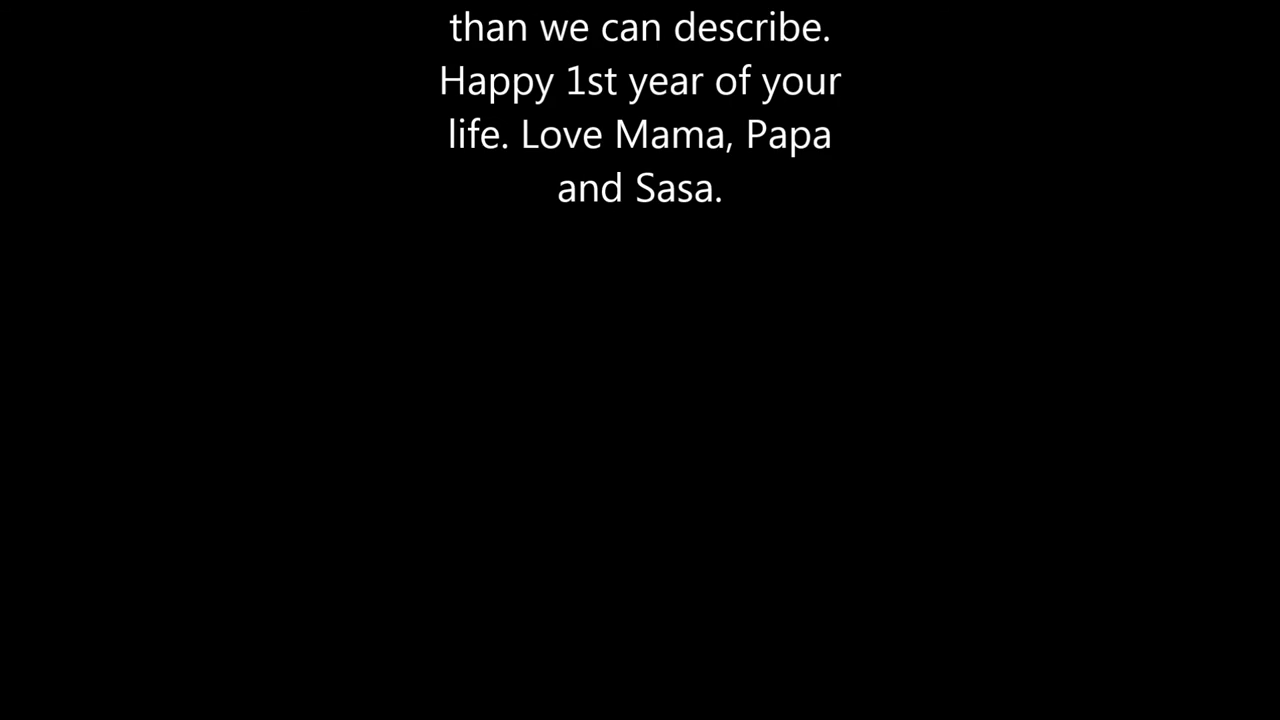 than we can describe.
Happy 1st year of your
life. Love Mama, Papa
and Sasa.